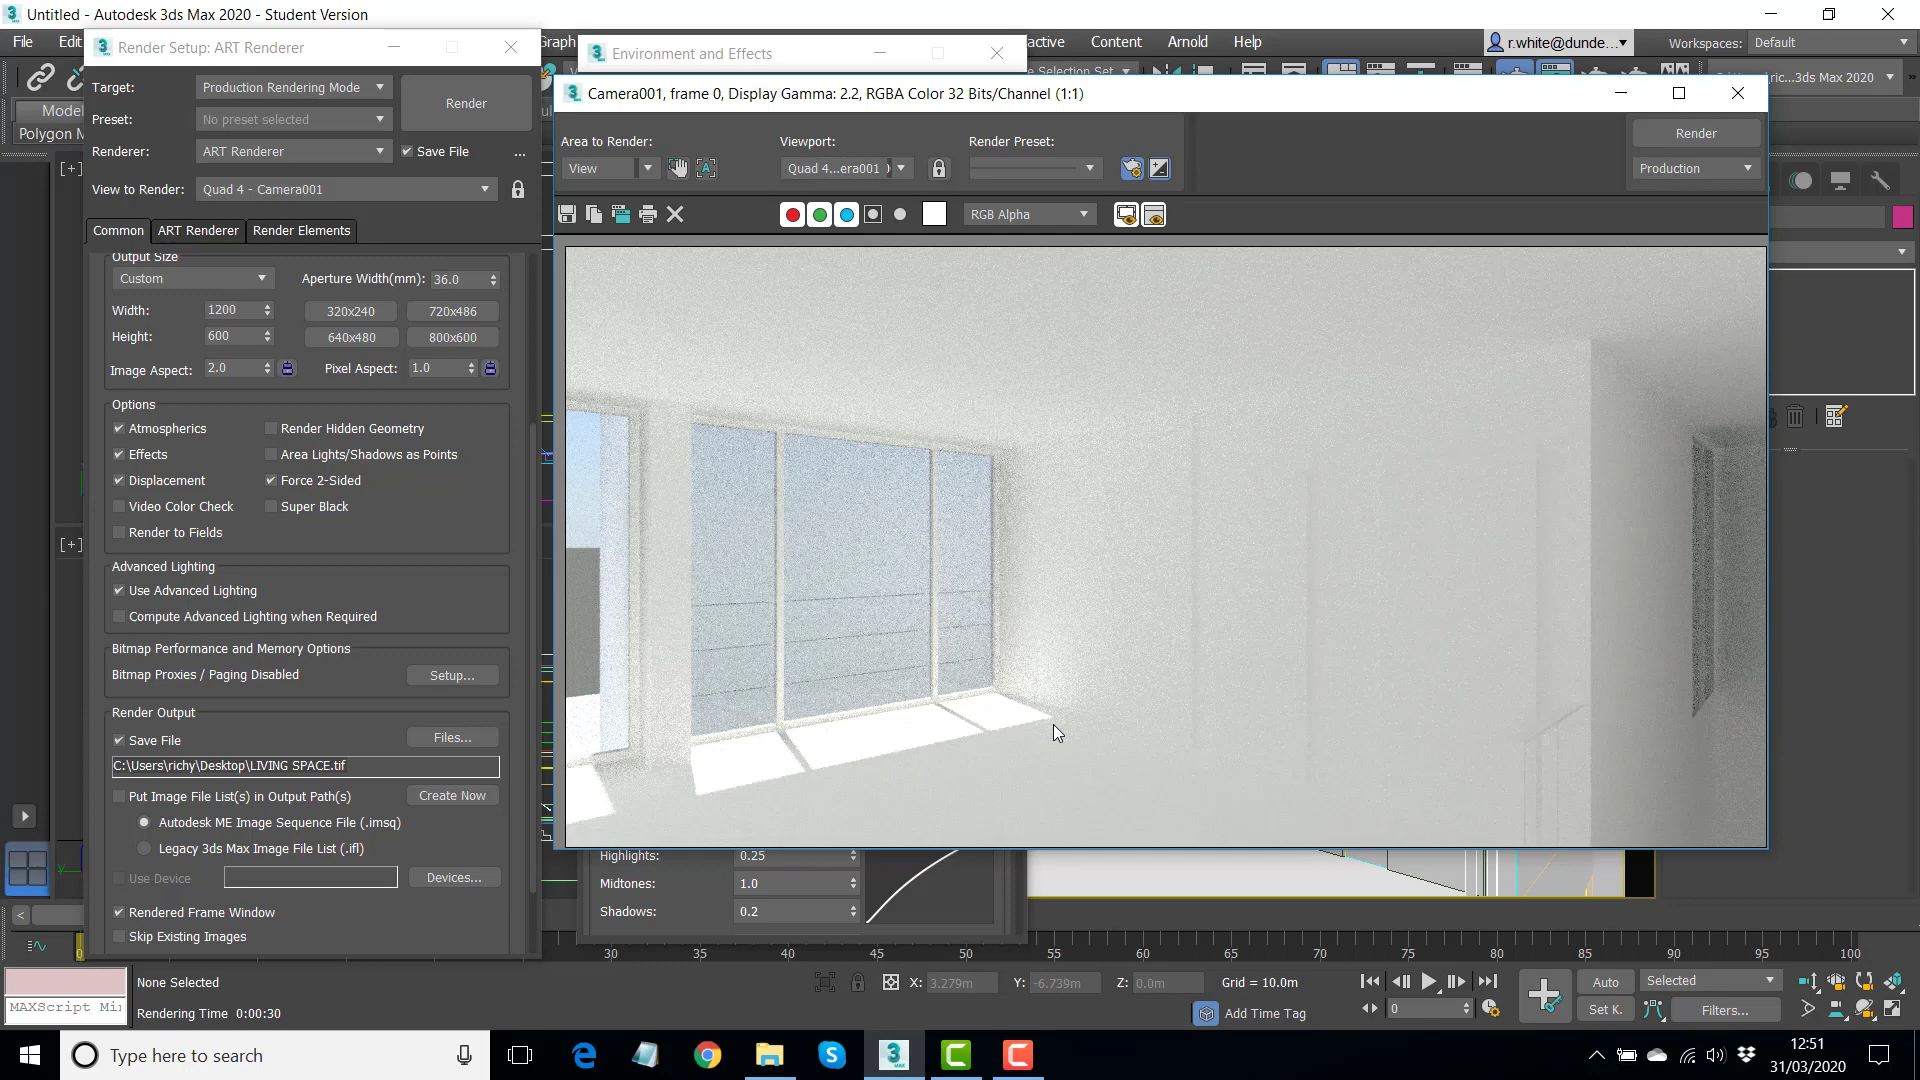 Untitled - Autodesk 3ds Max 2020 - Student Version
File
Edit
Graph
active
Content
Arnold
Help
r.white@dunde...
Workspaces:
Default
Render Setup: ART Renderer
Environment and Effects
Target:
Production Rendering Mode
Render
Preset:
No preset selected
Renderer:
ART Renderer
Save File
...
View to Render:
Quad 4 - Camera001
Model
Polygon M
[+]
[+]
3ds Max 2020
Camera001, frame 0, Display Gamma: 2.2, RGBA Color 32 Bits/Channel (1:1)
Area to Render:
Viewport:
Render Preset:
Render
View
Quad 4...era001
Production
RGB Alpha
Common
ART Renderer
Render Elements
Output Size
Custom
Aperture Width(mm):
36.0
Width:
1200
320x240
720x486
Height:
600
640x480
800x600
Image Aspect:
2.0
Pixel Aspect:
1.0
Options
Atmospherics
Render Hidden Geometry
Effects
Area Lights/Shadows as Points
Displacement
Force 2-Sided
Video Color Check
Super Black
Render to Fields
Advanced Lighting
Use Advanced Lighting
Compute Advanced Lighting when Required
Bitmap Performance and Memory Options
Bitmap Proxies / Paging Disabled
Setup...
Render Output
Save File
Files...
C:\Users\richy\Desktop\LIVING SPACE.tif
Put Image File List(s) in Output Path(s)
Create Now
Autodesk ME Image Sequence File (.imsq)
Legacy 3ds Max Image File List (.ifl)
Use Device
Devices...
Rendered Frame Window
Skip Existing Images
Highlights:
0.25
Midtones:
1.0
Shadows:
0.2
0
30
35
40
45
50
55
60
65
70
75
80
85
90
95
100
None Selected
X:
3.279m
Y:
-6.739m
Z:
0.0m
Grid = 10.0m
Auto
Selected
MAXScript Mi
Rendering Time 0:00:30
Add Time Tag
0
Set K.
Filters...
Type here to search
12:51
31/03/2020